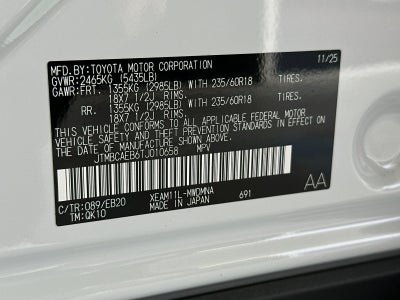 MFD.BY:TOYOTA MOTOR CORPORATION 11/25
GVWR:2465KG (5435LB)
GAWR:FRT. 1355KG (2985LB) WITH 235/60R18 TIRES.
18X7 1/2J RIMS.
RR. 1355KG (2985LB) WITH 235/60R18 TIRES.
18X7 1/2J RIMS.
THIS VEHICLE CONFORMS TO ALL APPLICABLE FEDERAL MOTOR
VEHICLE SAFETY AND THEFT PREVENTION STANDARDS IN
EFFECT ON THE DATE OF MANUFACTURE SHOWN ABOVE.
JTMBCAEB6TJ010658 MPV
C/TR:089/EB20 XEAM11L-MWDMNA AA
TM:QK10 MADE IN JAPAN 691